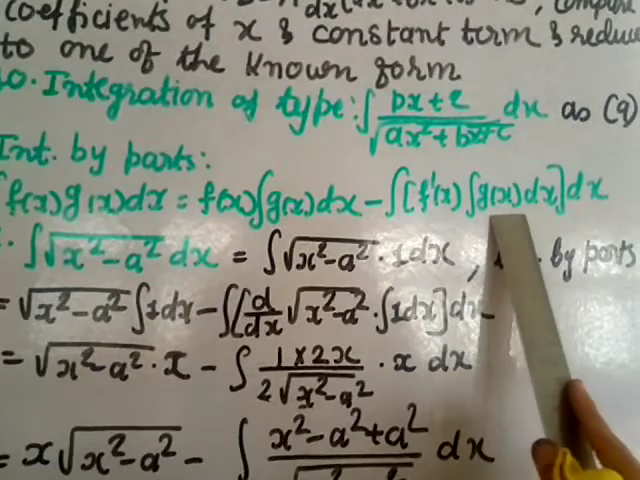 coefficients of x & constant term & reduce
to one of the known form
10. Integration of type: ∫ (px+q)/√(ax²+bx+c) dx as (9)
Int. by parts:
∫f(x)g(x)dx = f(x)∫g(x)dx - ∫[f'(x)∫g(x)dx]dx
∫√(x²-a²) dx = ∫√(x²-a²) · 1dx , by parts
= √(x²-a²) ∫1dx - ∫[d/dx √(x²-a²) · ∫1dx]dx
= √(x²-a²) · x - ∫ (1×2x)/(2√(x²-a²)) · x dx
= x√(x²-a²) - ∫ (x²-a²+a²)/√(x²-a²) dx